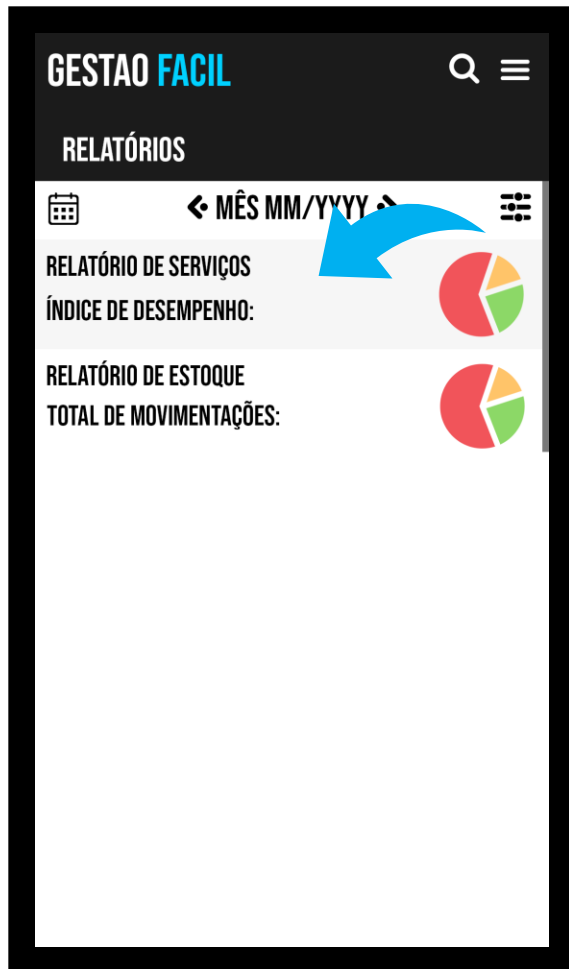 GESTAO FACIL
RELATÓRIOS
MÊS MM/YYYY
RELATÓRIO DE SERVIÇOS
ÍNDICE DE DESEMPENHO:
RELATÓRIO DE ESTOQUE
TOTAL DE MOVIMENTAÇÕES: